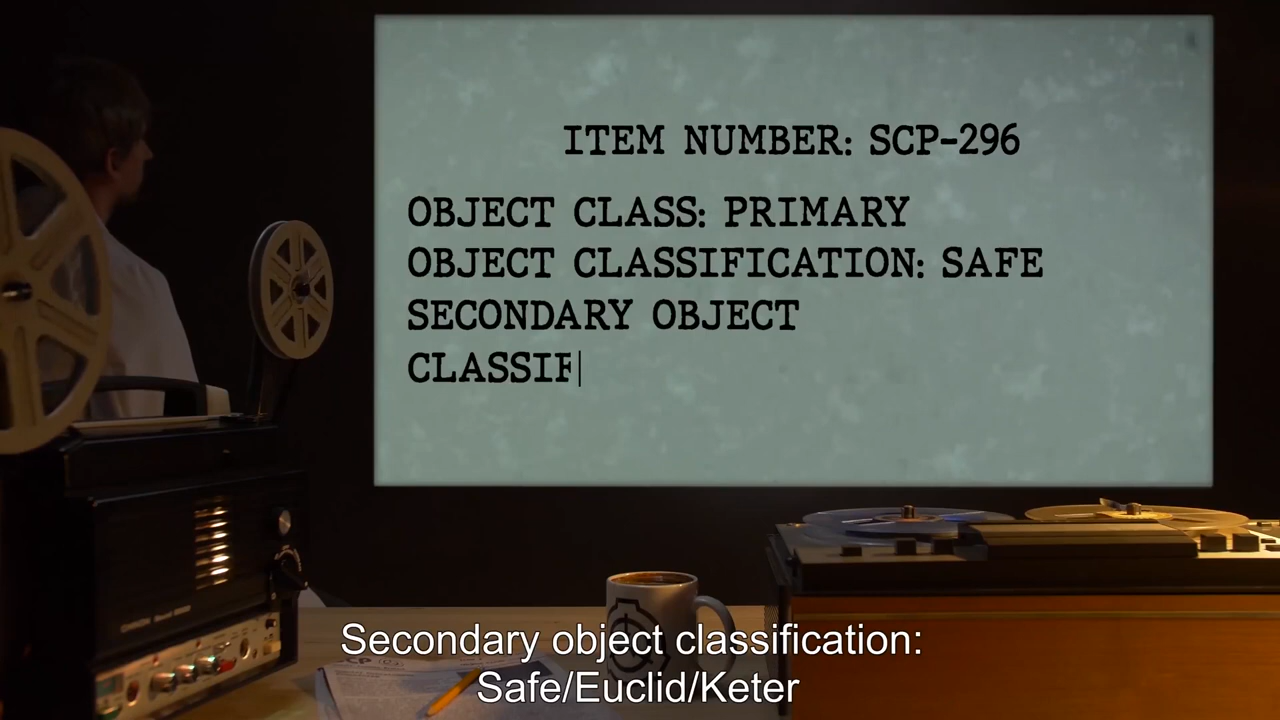 ITEM NUMBER: SCP-296
OBJECT CLASS: PRIMARY
OBJECT CLASSIFICATION: SAFE
SECONDARY OBJECT
CLASSIF
Secondary object classification:
Safe/Euclid/Keter